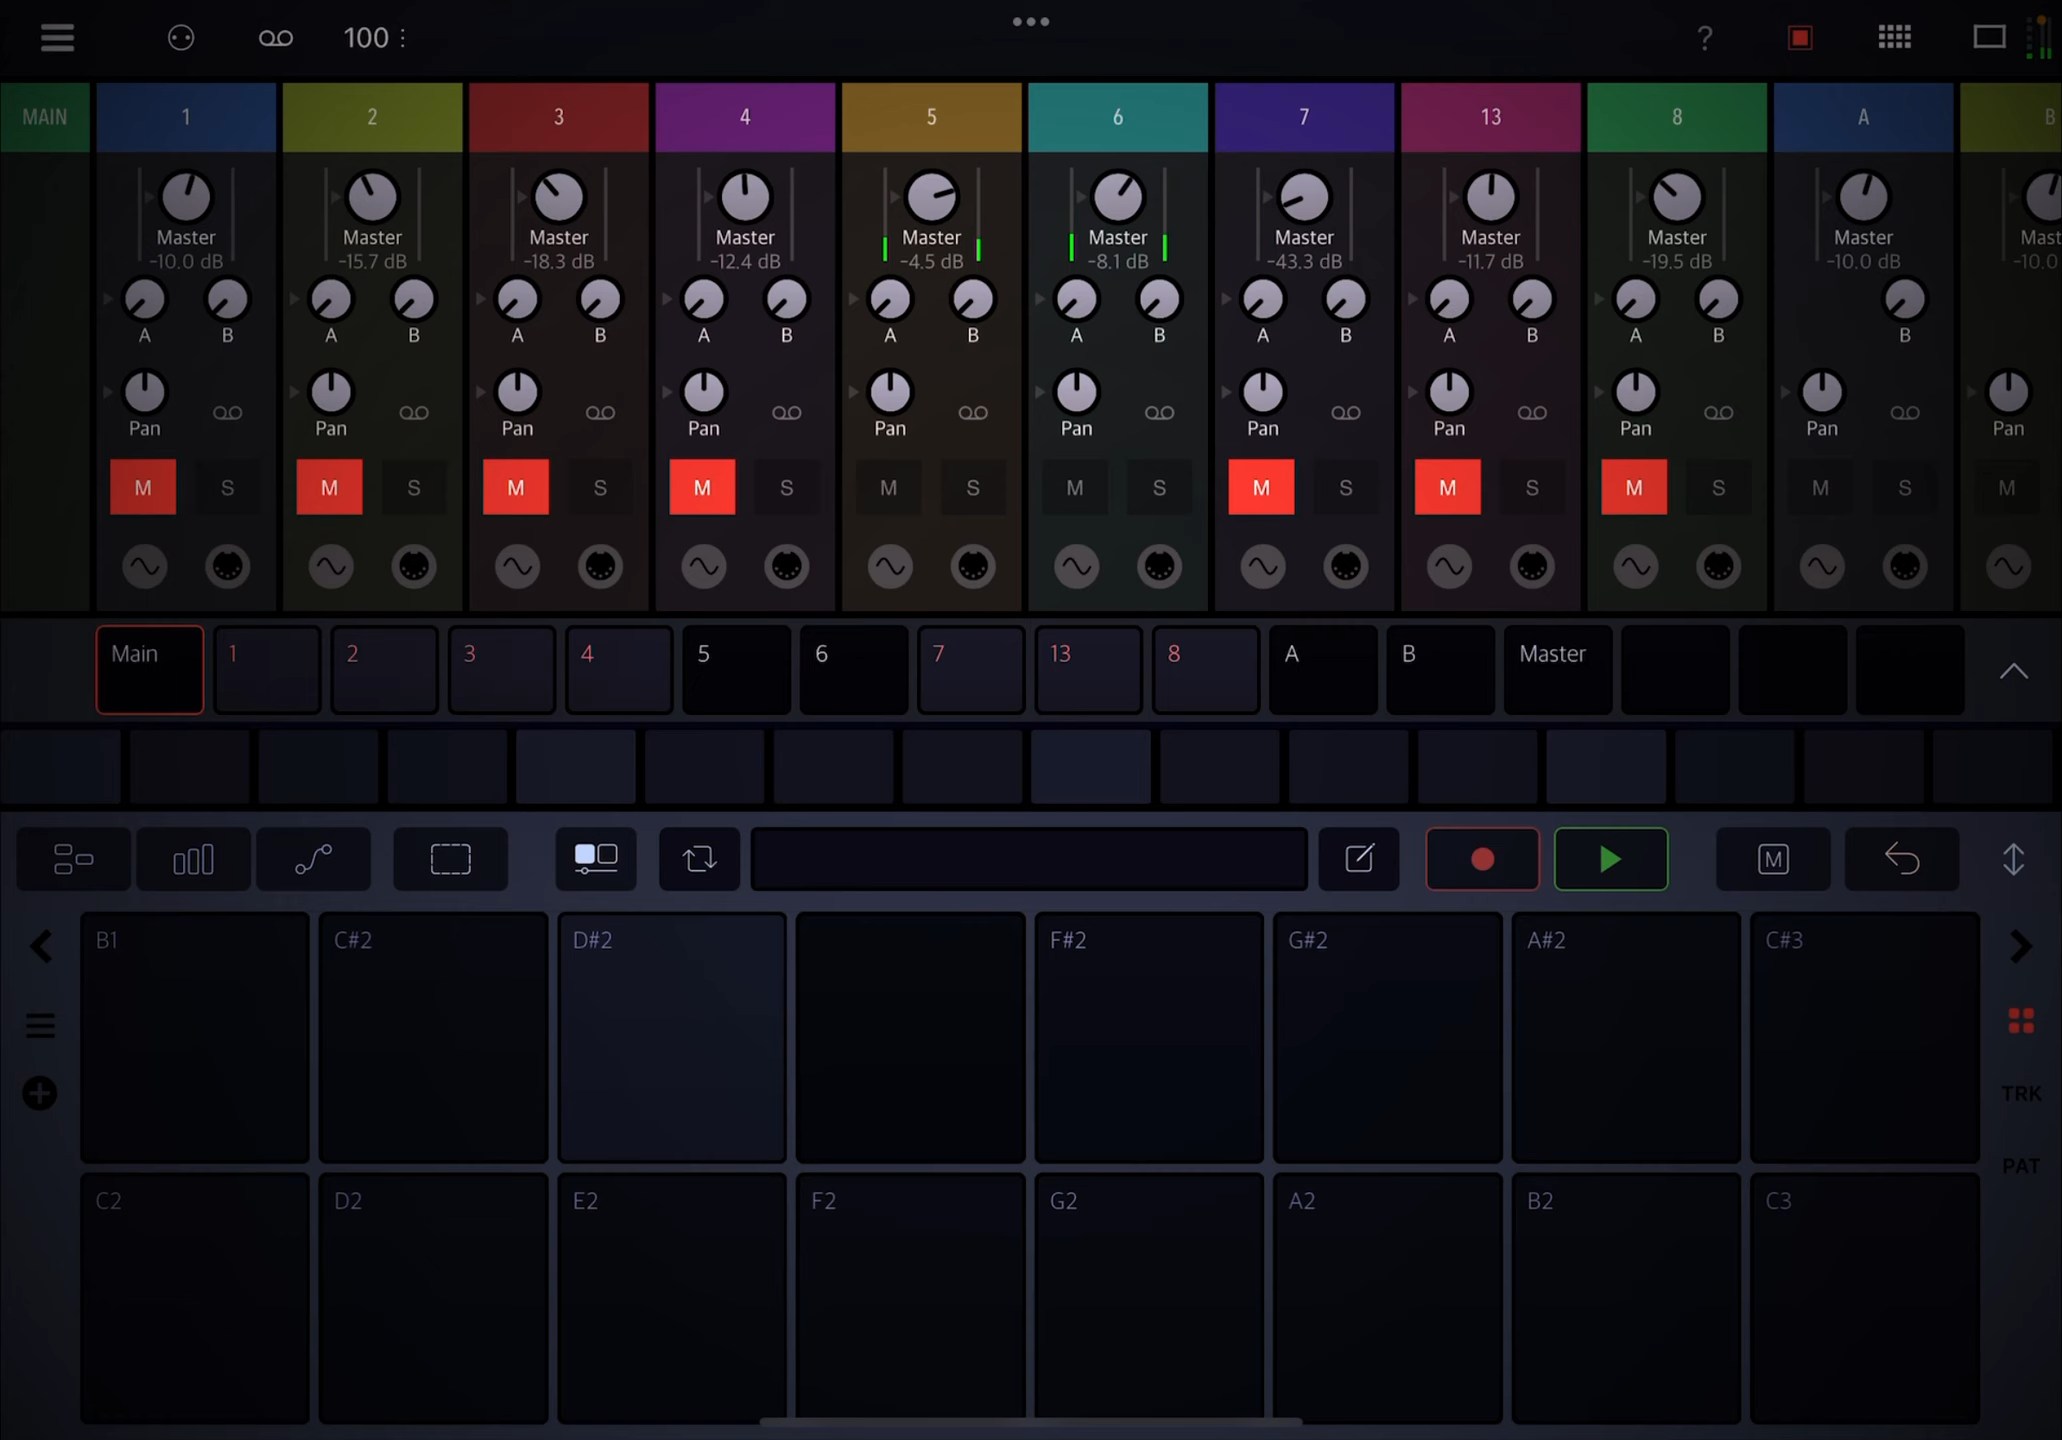 100
?
MAIN 1 2 3 4 5 6 7 13 8 A B
Master Master Master Master Master Master Master Master Master Master Mast
-10.0 dB -15.7 dB -18.3 dB -12.4 dB -4.5 dB -8.1 dB -43.3 dB -11.7 dB -19.5 dB -10.0 dB -10.0
A B A B A B A B A B A B A B A B A B B
Pan Pan Pan Pan Pan Pan Pan Pan Pan Pan Pan
M S M S M S M S M S M S M S M S M S M S M
Main 1 2 3 4 5 6 7 13 8 A B Master
M
B1 C#2 D#2 F#2 G#2 A#2 C#3
TRK
PAT
C2 D2 E2 F2 G2 A2 B2 C3